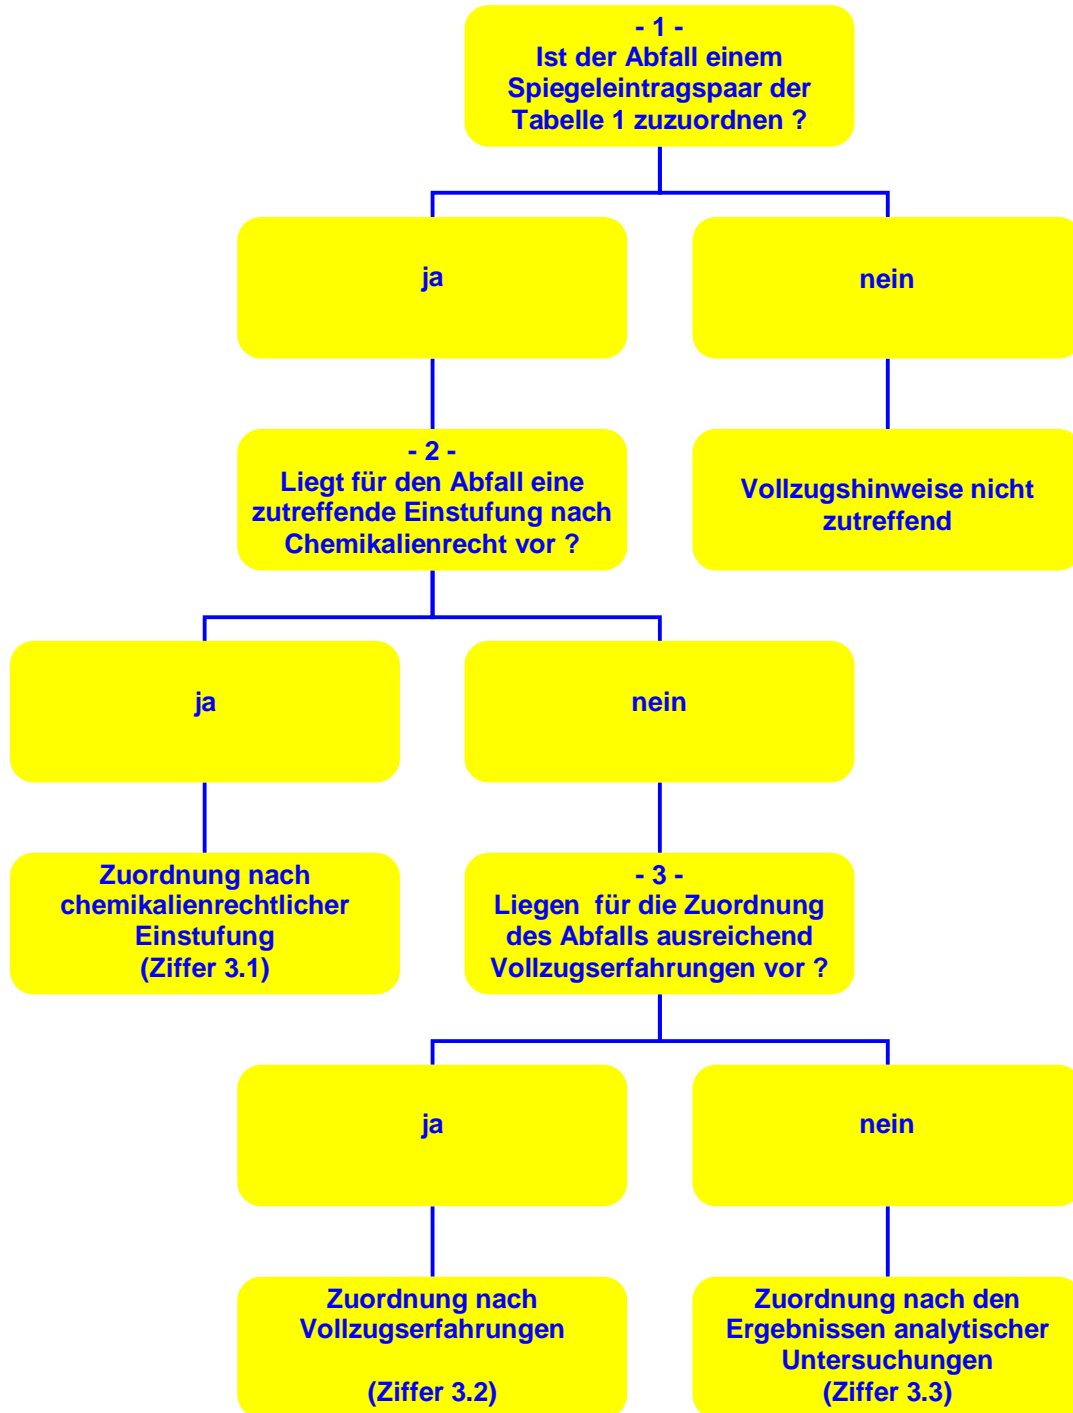 - 1 -
Ist der Abfall einem
Spiegeleintragspaar der
Tabelle 1 zuzuordnen ?
ja
nein
- 2 -
Liegt für den Abfall eine
zutreffende Einstufung nach
Chemikalienrecht vor ?
Vollzugshinweise nicht
zutreffend
ja
nein
Zuordnung nach
chemikalienrechtlicher
Einstufung
(Ziffer 3.1)
- 3 -
Liegen für die Zuordnung
des Abfalls ausreichend
Vollzugserfahrungen vor ?
ja
nein
Zuordnung nach
Vollzugserfahrungen
(Ziffer 3.2)
Zuordnung nach den
Ergebnissen analytischer
Untersuchungen
(Ziffer 3.3)